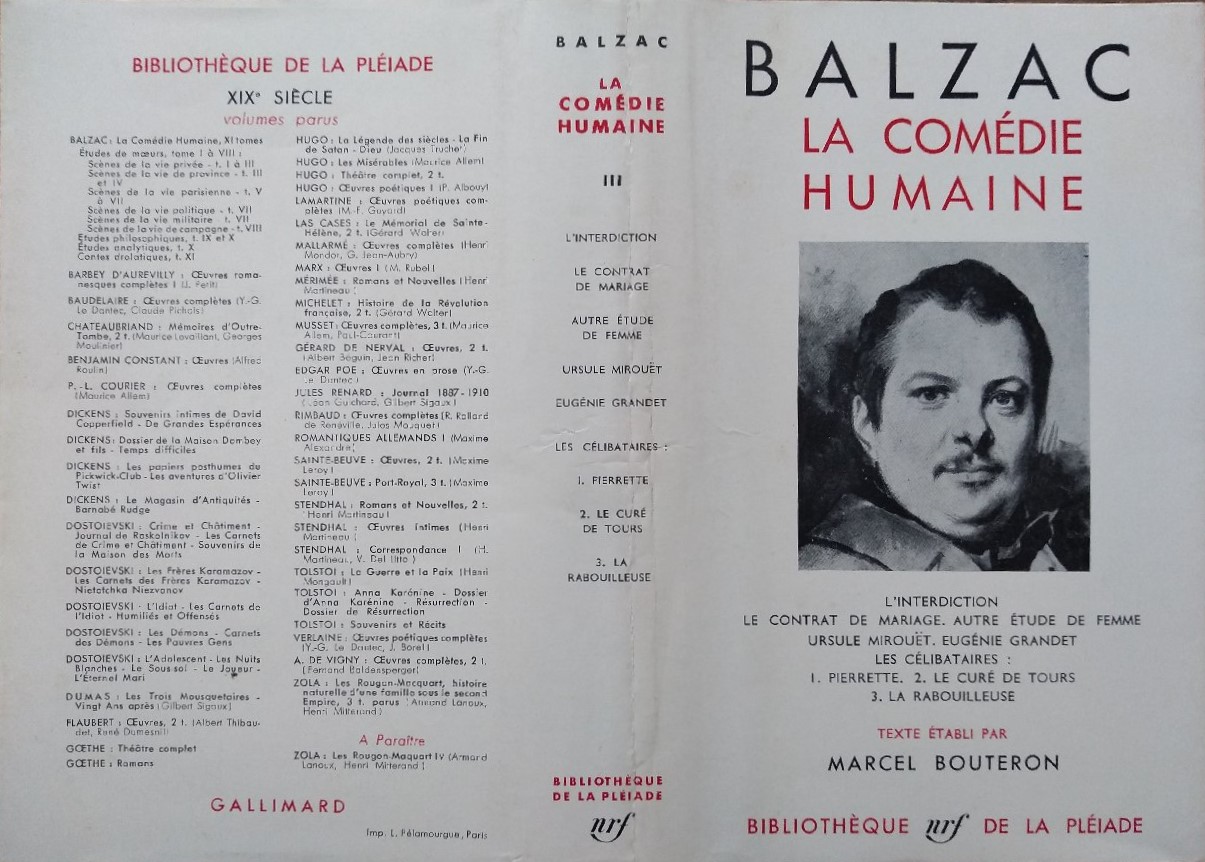 BIBLIOTHÈQUE DE LA PLÉIADE
XIXe SIÈCLE
volumes parus
BALZAC : La Comédie Humaine, XI tomes
Études de mœurs, tome I à VIII :
Scènes de la vie privée - t. I à III
Scènes de la vie de province - t. III
et IV
Scènes de la vie parisienne - t. V
à VII
Scènes de la vie politique - t. VII
Scènes de la vie militaire t. VII
Scènes de la vie de campagne - t. VIII
Études philosophiques, t. IX et X
Études analytiques, t. X
Contes drolatiques, t. XI
BARBEY D'AUREVILLY : Œuvres roma-
nesques complètes I (J. Petit)
BAUDELAIRE : Œuvres complètes (Y.-G.
Le Dantec, Claude Pichois)
CHATEAUBRIAND : Mémoires d'Outre-
Tombe, 2 t. (Maurice Levaillant, Georges
Moulinier)
BENJAMIN CONSTANT : Œuvres (Alfred
Roulin)
P.-L. COURIER : Œuvres complètes
(Maurice Allem)
DICKENS : Souvenirs intimes de David
Copperfield - De Grandes Espérances
DICKENS : Dossier de la Maison Dombey
et fils - Temps difficiles
DICKENS : Les papiers posthumes du
Pickwick-Club - Les aventures d'Olivier
Twist
DICKENS : Le Magasin d'Antiquités -
Barnabé Rudge
DOSTOIEVSKI : Crime et Châtiment -
Journal de Raskolnikov - Les Carnets
de Crime et Châtiment - Souvenirs de
la Maison des Morts
DOSTOIEVSKI : Les Frères Karamazov -
Les Carnets des Frères Karamazov -
Niétotchka Niezvanov
DOSTOIEVSKI - L'Idiot - Les Carnets de
l'Idiot - Humiliés et Offensés
DOSTOIEVSKI : Les Démons - Carnets
des Démons - Les Pauvres Gens
DOSTOIEVSKI : L'Adolescent - Les Nuits
Blanches - Le Sous-sol - Le Joueur -
L'Éternel Mari
DUMAS : Les Trois Mousquetaires -
Vingt Ans après (Gilbert Sigaux)
FLAUBERT : Œuvres, 2 t. (Albert Thibau-
det, René Dumesnil)
GŒTHE : Théâtre complet
GŒTHE : Romans
HUGO : La Légende des siècles - La Fin
de Satan - Dieu (Jacques Truchet)
HUGO : Les Misérables (Maurice Allem)
HUGO : Théâtre complet, 2 t.
HUGO : Œuvres poétiques I (P. Albouy)
LAMARTINE : Œuvres poétiques com-
plètes (M.-F. Guyard)
LAS CASES : Le Mémorial de Sainte-
Hélène, 2 t. (Gérard Walter)
MALLARMÉ : Œuvres complètes (Henri
Mondor, G. Jean-Aubry)
MARX : Œuvres I (M. Rubel)
MÉRIMÉE : Romans et Nouvelles (Henri
Martineau)
MICHELET : Histoire de la Révolution
française, 2 t. (Gérard Walter)
MUSSET : Œuvres complètes, 3 t. (Maurice
Allem, Paul-Courant)
GÉRARD DE NERVAL : Œuvres, 2 t.
(Albert Béguin, Jean Richer)
EDGAR POE : Œuvres en prose (Y.-G.
Le Dantec)
JULES RENARD : Journal 1887-1910
(Léon Guichard, Gilbert Sigaux)
RIMBAUD : Œuvres complètes (R. Rolland
de Renéville, Jules Mouquet)
ROMANTIQUES ALLEMANDS I (Maxime
Alexandre)
SAINTE-BEUVE : Œuvres, 2 t. (Maxime
Leroy)
SAINTE-BEUVE : Port-Royal, 3 t. (Maxime
Leroy)
STENDHAL : Romans et Nouvelles, 2 t.
(Henri Martineau)
STENDHAL : Œuvres intimes (Henri
Martineau)
STENDHAL : Correspondance I (H.
Martineau, V. Del Litto)
TOLSTOI : La Guerre et la Paix (Henri
Mongault)
TOLSTOI : Anna Karénine - Dossier
d'Anna Karénine - Résurrection -
Dossier de Résurrection
TOLSTOI : Souvenirs et Récits
VERLAINE : Œuvres poétiques complètes
(Y.-G. Le Dantec, J. Borel)
A. DE VIGNY : Œuvres complètes, 2 t.
(Fernand Baldensperger)
ZOLA : Les Rougon-Macquart, histoire
naturelle d'une famille sous le second
Empire, 3 t. parus (Armand Lanoux,
Henri Mitterand)
A Paraître
ZOLA : Les Rougon-Maquart IV (Armand
Lanoux, Henri Mitterand)
GALLIMARD
Imp. L. Pélamourgue, Paris
BALZAC
LA
COMÉDIE
HUMAINE
III
L'INTERDICTION
LE CONTRAT
DE MARIAGE
AUTRE ÉTUDE
DE FEMME
URSULE MIROUËT
EUGÉNIE GRANDET
LES CÉLIBATAIRES :
1. PIERRETTE
2. LE CURÉ
DE TOURS
3. LA
RABOUILLEUSE
BIBLIOTHÈQUE
DE LA PLÉIADE
nrf
BALZAC
LA COMÉDIE
HUMAINE
L'INTERDICTION
LE CONTRAT DE MARIAGE. AUTRE ÉTUDE DE FEMME
URSULE MIROUËT. EUGÉNIE GRANDET
LES CÉLIBATAIRES :
1. PIERRETTE. 2. LE CURÉ DE TOURS
3. LA RABOUILLEUSE
TEXTE ÉTABLI PAR
MARCEL BOUTERON
BIBLIOTHÈQUE nrf DE LA PLÉIADE